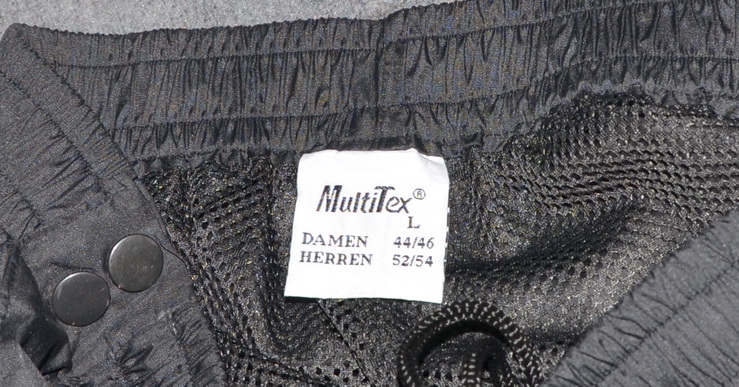 MultiTex®
L
DAMEN 44/46
HERREN 52/54